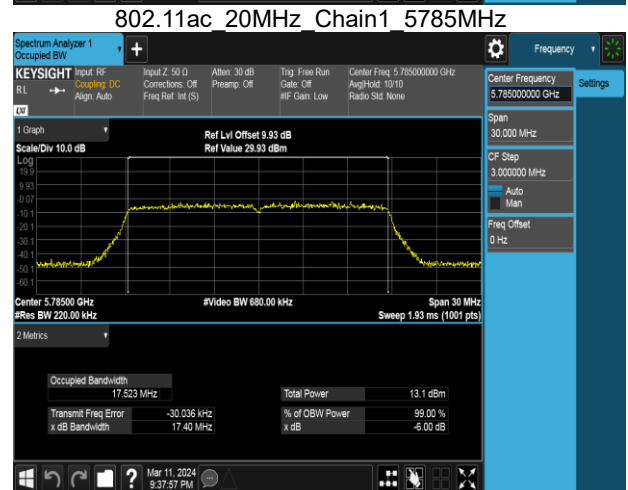 802.11ac_20MHz_Chain1_5785MHz
Spectrum Analyzer 1
Occupied BW
Frequency
KEYSIGHT
Input: RF
Input Z: 50 Ω
Atten: 30 dB
Trig: Free Run
Center Freq: 5.785000000 GHz
RL
Coupling: DC
Corrections: Off
Preamp: Off
Gate: Off
Avg|Hold: 10/10
Align: Auto
Freq Ref: Int (S)
#IF Gain: Low
Radio Std: None
LXI
Center Frequency
5.785000000 GHz
Settings
Span
30.000 MHz
CF Step
3.000000 MHz
Auto
Man
Freq Offset
0 Hz
1 Graph
Ref Lvl Offset 9.93 dB
Scale/Div 10.0 dB
Ref Value 29.93 dBm
Log
19.9
9.93
-0.07
-10.1
-20.1
-30.1
-40.1
-50.1
-60.1
Center 5.78500 GHz
#Video BW 680.00 kHz
Span 30 MHz
#Res BW 220.00 kHz
Sweep 1.93 ms (1001 pts)
2 Metrics
Occupied Bandwidth
17.523 MHz
Total Power
13.1 dBm
Transmit Freq Error
-30.036 kHz
% of OBW Power
99.00 %
x dB Bandwidth
17.40 MHz
x dB
-6.00 dB
?
Mar 11, 2024
9:37:57 PM